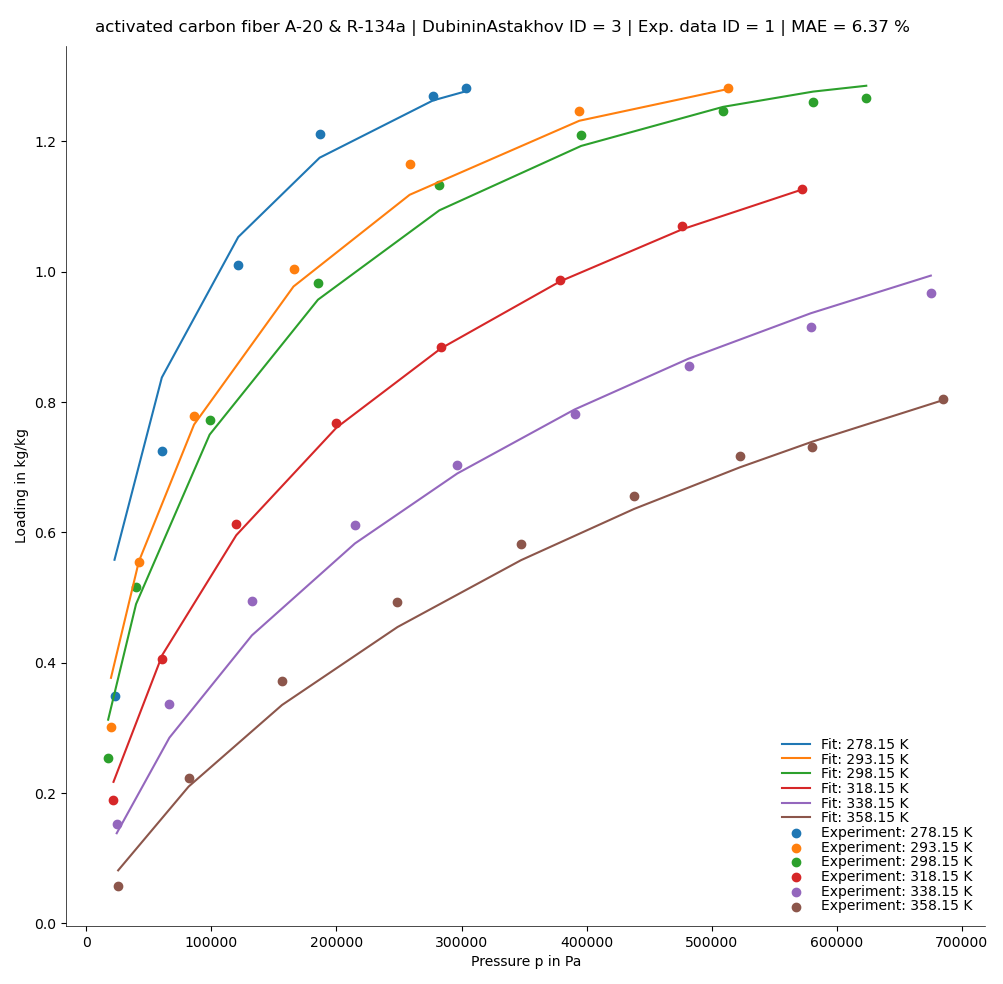 activated carbon fiber A-20 & R-134a | DubininAstakhov ID = 3 | Exp. data ID = 1 | MAE = 6.37 %
Loading in kg/kg
1.2
1.0
0.8
0.6
0.4
0.2
0.0
Fit: 278.15 K
Fit: 293.15 K
Fit: 298.15 K
Fit: 318.15 K
Fit: 338.15 K
Fit: 358.15 K
Experiment: 278.15 K
Experiment: 293.15 K
Experiment: 298.15 K
Experiment: 318.15 K
Experiment: 338.15 K
Experiment: 358.15 K
0 100000 200000 300000 400000 500000 600000 700000
Pressure p in Pa